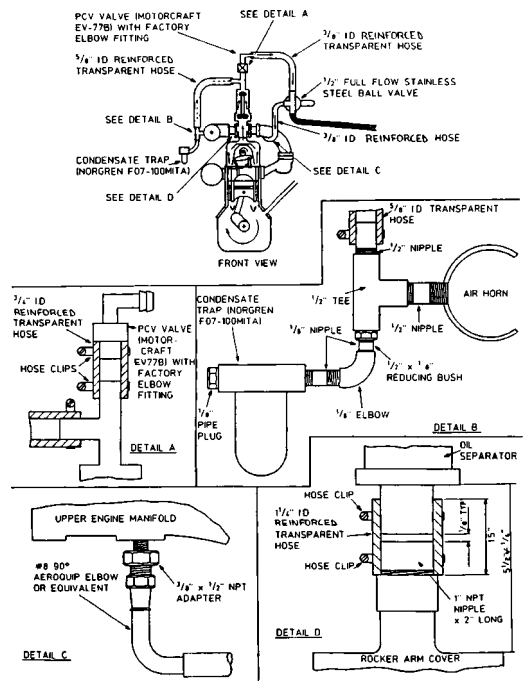 PCV VALVE (MOTORCRAFT
EV-77B) WITH FACTORY
ELBOW FITTING
SEE DETAIL A
5/8" ID REINFORCED
TRANSPARENT HOSE
3/8" ID REINFORCED
TRANSPARENT HOSE
1/2" FULL FLOW STAINLESS
STEEL BALL VALVE
SEE DETAIL B
3/8" ID REINFORCED HOSE
CONDENSATE TRAP
(NORGREN F07-100MITA)
SEE DETAIL C
SEE DETAIL D
FRONT VIEW
5/8" ID TRANSPARENT
HOSE
1/2" NIPPLE
1/2" TEE
AIR HORN
1/2" NIPPLE
CONDENSATE
TRAP (NORGREN
F07-100MITA)
1/8" NIPPLE
REDUCING BUSH
1/8" ELBOW
1/8"
PIPE
PLUG
DETAIL B
3/4" ID
REINFORCED
TRANSPARENT
HOSE
HOSE CLIPS
PCV VALVE
(MOTOR-
CRAFT
EV77B) WITH
FACTORY
ELBOW
FITTING
DETAIL A
UPPER ENGINE MANIFOLD
#8 90°
AEROQUIP ELBOW
OR EQUIVALENT
3/8" x 1/2" NPT
ADAPTER
DETAIL C
OIL
SEPARATOR
HOSE CLIP
1 1/4" ID
REINFORCED
TRANSPARENT
HOSE
HOSE CLIP
1/8" TYP
1" NPT
NIPPLE
x 2" LONG
DETAIL D
ROCKER ARM COVER